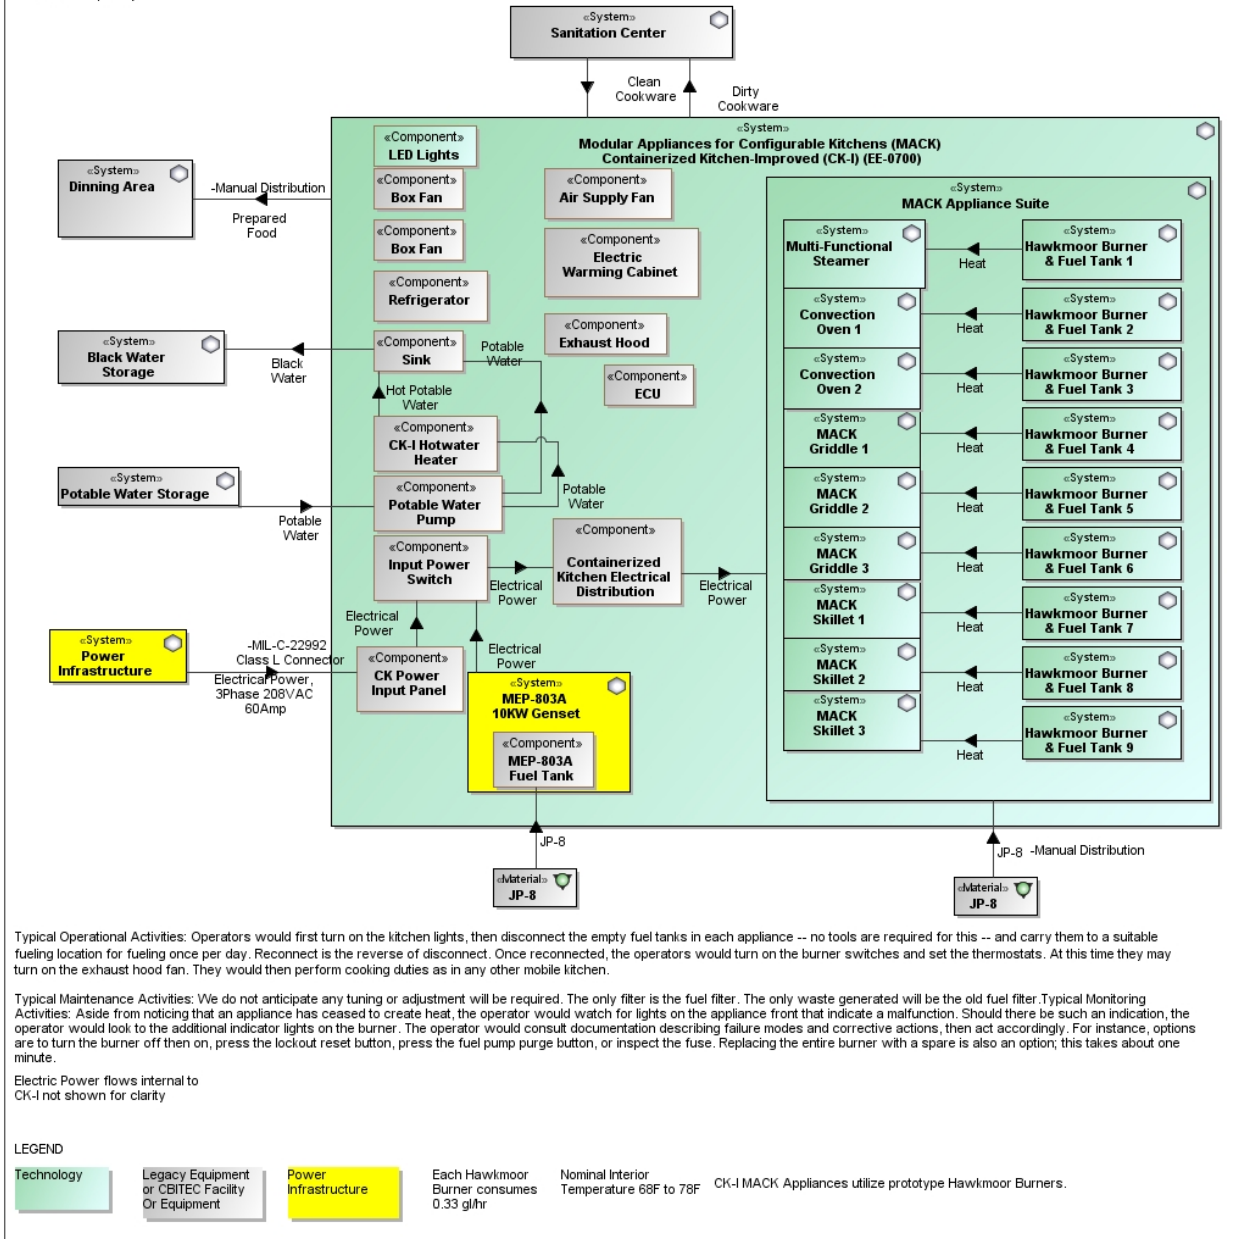 «System»
Sanitation Center
Clean
Cookware
Dirty
Cookware
«System»
Modular Appliances for Configurable Kitchens (MACK)
Containerized Kitchen-Improved (CK-I) (EE-0700)
«Component»
LED Lights
«Component»
Box Fan
«Component»
Box Fan
«Component»
Refrigerator
«Component»
Sink
«Component»
Air Supply Fan
«Component»
Electric
Warming Cabinet
«Component»
Exhaust Hood
«Component»
ECU
«System»
Dinning Area
-Manual Distribution
Prepared
Food
«System»
Black Water
Storage
Black
Water
Potable
Water
Hot Potable
Water
«Component»
CK-I Hotwater
Heater
«System»
Potable Water Storage
Potable
Water
«Component»
Potable Water
Pump
Potable
Water
«Component»
Input Power
Switch
Electrical
Power
«Component»
Containerized
Kitchen Electrical
Distribution
Electrical
Power
Electrical
Power
Electrical
Power
«System»
Power
Infrastructure
-MIL-C-22992
Class L Connector
Electrical Power,
3Phase 208VAC
60Amp
«Component»
CK Power
Input Panel
«System»
MEP-803A
10KW Genset
«Component»
MEP-803A
Fuel Tank
JP-8
«Material»
JP-8
«System»
MACK Appliance Suite
«System»
Multi-Functional
Steamer
Heat
«System»
Hawkmoor Burner
& Fuel Tank 1
«System»
Convection
Oven 1
Heat
«System»
Hawkmoor Burner
& Fuel Tank 2
«System»
Convection
Oven 2
Heat
«System»
Hawkmoor Burner
& Fuel Tank 3
«System»
MACK
Griddle 1
Heat
«System»
Hawkmoor Burner
& Fuel Tank 4
«System»
MACK
Griddle 2
Heat
«System»
Hawkmoor Burner
& Fuel Tank 5
«System»
MACK
Griddle 3
Heat
«System»
Hawkmoor Burner
& Fuel Tank 6
«System»
MACK
Skillet 1
Heat
«System»
Hawkmoor Burner
& Fuel Tank 7
«System»
MACK
Skillet 2
Heat
«System»
Hawkmoor Burner
& Fuel Tank 8
«System»
MACK
Skillet 3
Heat
«System»
Hawkmoor Burner
& Fuel Tank 9
JP-8 -Manual Distribution
«Material»
JP-8
Typical Operational Activities: Operators would first turn on the kitchen lights, then disconnect the empty fuel tanks in each appliance -- no tools are required for this -- and carry them to a suitable
fueling location for fueling once per day. Reconnect is the reverse of disconnect. Once reconnected, the operators would turn on the burner switches and set the thermostats. At this time they may
turn on the exhaust hood fan. They would then perform cooking duties as in any other mobile kitchen.
Typical Maintenance Activities: We do not anticipate any tuning or adjustment will be required. The only filter is the fuel filter. The only waste generated will be the old fuel filter.Typical Monitoring
Activities: Aside from noticing that an appliance has ceased to create heat, the operator would watch for lights on the appliance front that indicate a malfunction. Should there be such an indication, the
operator would look to the additional indicator lights on the burner. The operator would consult documentation describing failure modes and corrective actions, then act accordingly. For instance, options
are to turn the burner off then on, press the lockout reset button, press the fuel pump purge button, or inspect the fuse. Replacing the entire burner with a spare is also an option; this takes about one
minute.
Electric Power flows internal to
CK-I not shown for clarity
LEGEND
Technology
Legacy Equipment
or CBITEC Facility
Or Equipment
Power
Infrastructure
Each Hawkmoor
Burner consumes
0.33 gl/hr
Nominal Interior
Temperature 68F to 78F
CK-I MACK Appliances utilize prototype Hawkmoor Burners.